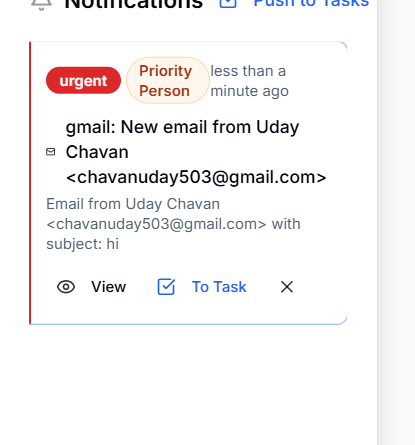 Notifications Push to Tasks
urgent
Priority
Person
less than a
minute ago
gmail: New email from Uday
Chavan
<chavanuday503@gmail.com>
Email from Uday Chavan
<chavanuday503@gmail.com> with
subject: hi
View To Task